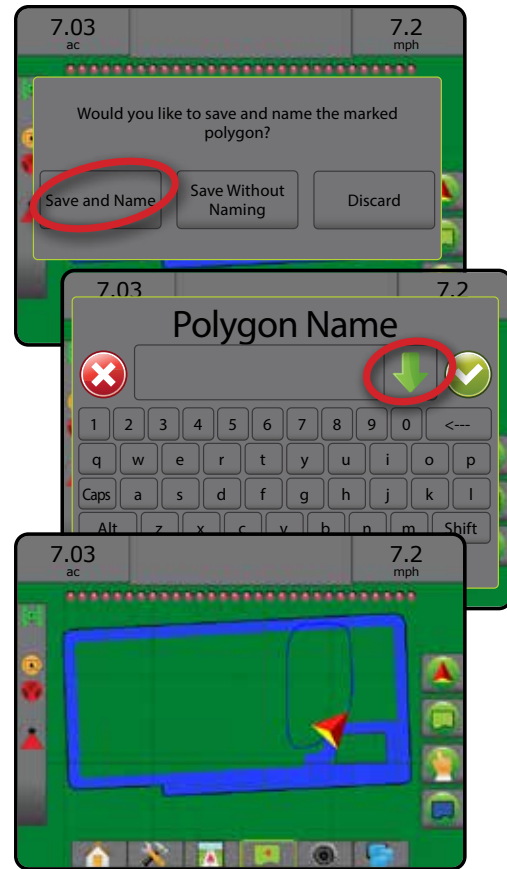 7.03 7.2
ac mph
Would you like to save and name the marked
polygon?
Save and Name
Save Without
Naming
Discard
7.03 7.2
Polygon Name
1 2 3 4 5 6 7 8 9 0 <---
q w e r t y u i o p
Caps a s d f g h j k l
Alt z x c v b n m Shift
7.03 7.2
ac mph